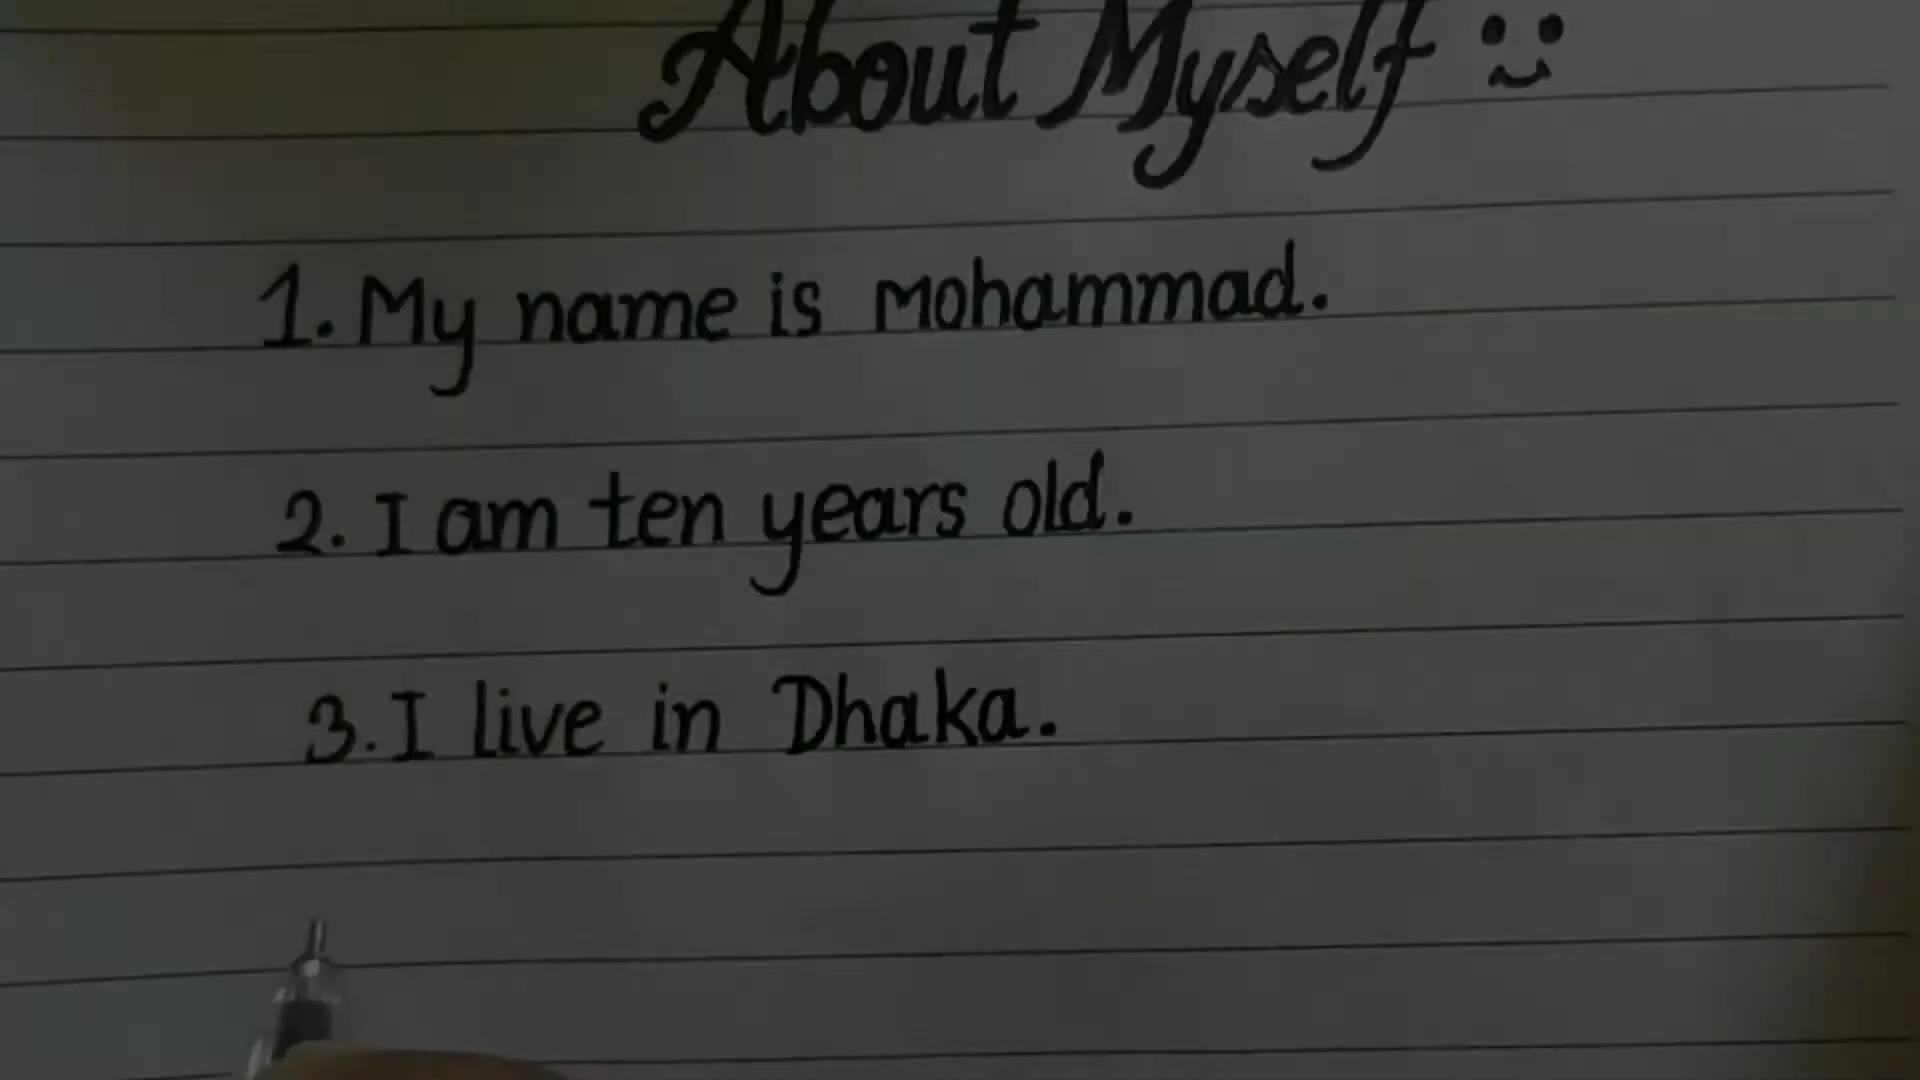 About Myself
1. My name is Mohammad.
2. I am ten years old.
3. I live in Dhaka.